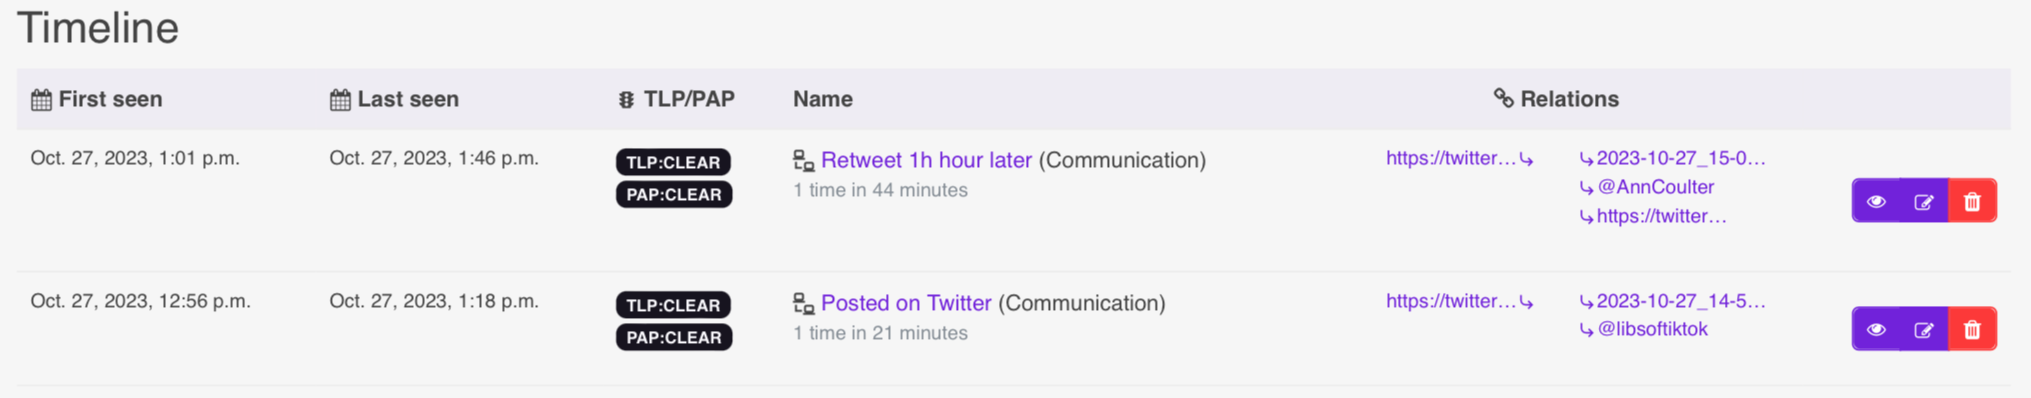 Timeline
First seen Last seen TLP/PAP Name Relations
Oct. 27, 2023, 1:01 p.m. Oct. 27, 2023, 1:46 p.m. TLP:CLEAR Retweet 1h hour later (Communication) https://twitter... 2023-10-27_15-0...
PAP:CLEAR 1 time in 44 minutes @AnnCoulter
https://twitter...
Oct. 27, 2023, 12:56 p.m. Oct. 27, 2023, 1:18 p.m. TLP:CLEAR Posted on Twitter (Communication) https://twitter... 2023-10-27_14-5...
PAP:CLEAR 1 time in 21 minutes @libsoftiktok